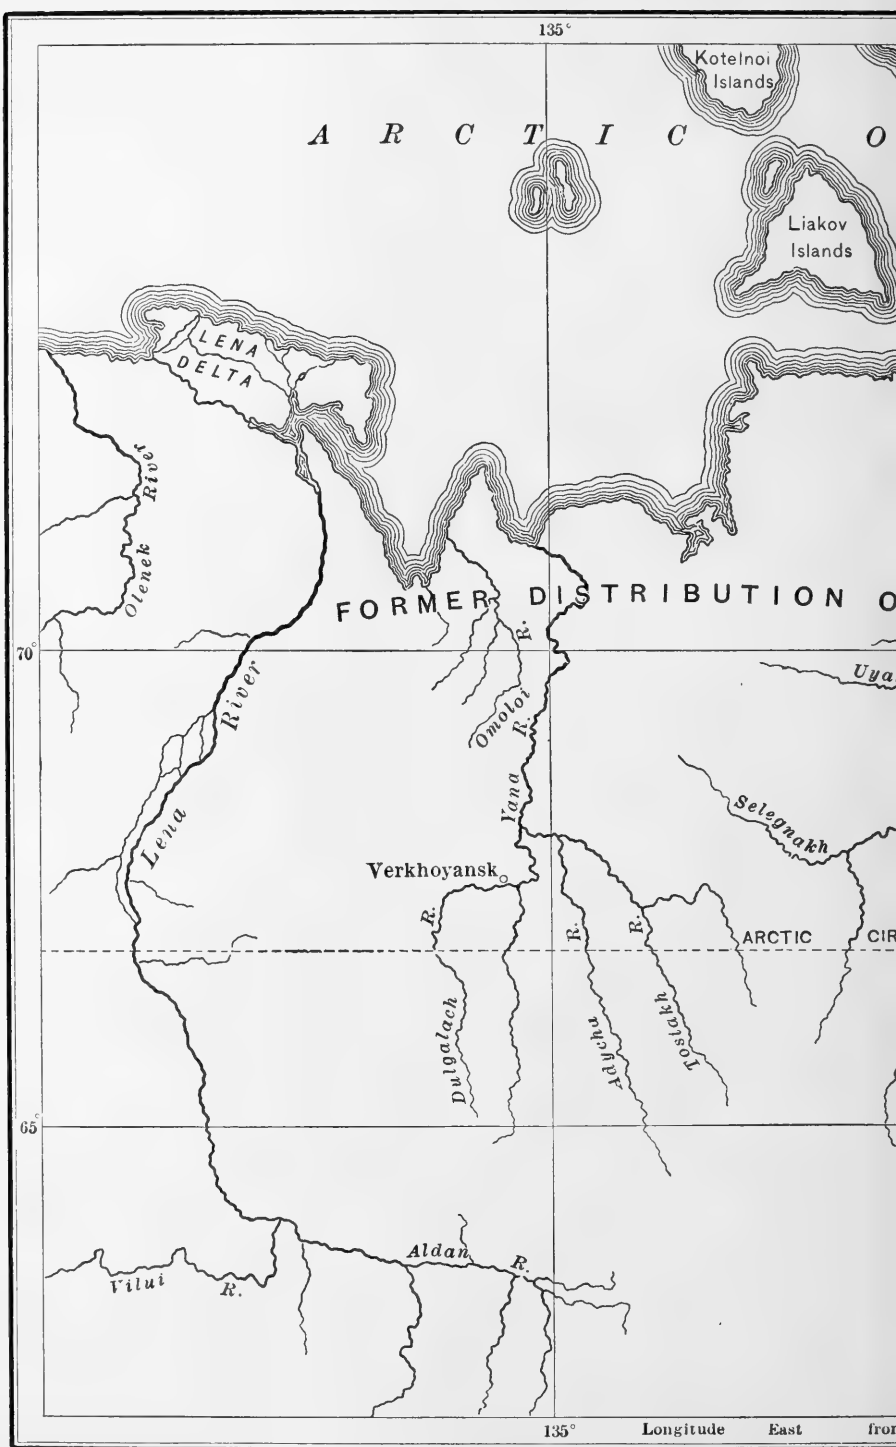 135°
Kotelnoi
Islands
A R C T I C O
Liakov
Islands
LENA
DELTA
Olenek River
FORMER DISTRIBUTION O
70°
Lena River
Omoloi R.
Yana R.
Uya
Selegnakh
Verkhoyansk
R.
R.
R.
ARCTIC CIR
Dulgalach
Adycha
Tostakh
65°
Aldan R.
Vilui R.
135° Longitude East fro